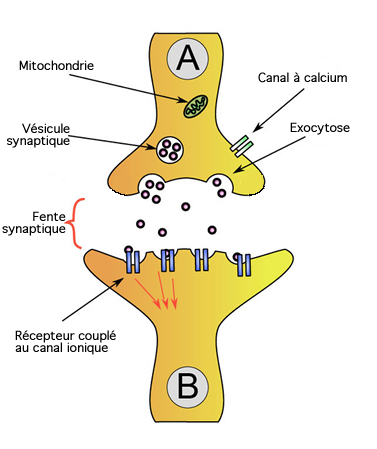 A
Mitochondrie
Canal à calcium
Vésicule
synaptique
Exocytose
Fente
synaptique
Récepteur couplé
au canal ionique
B